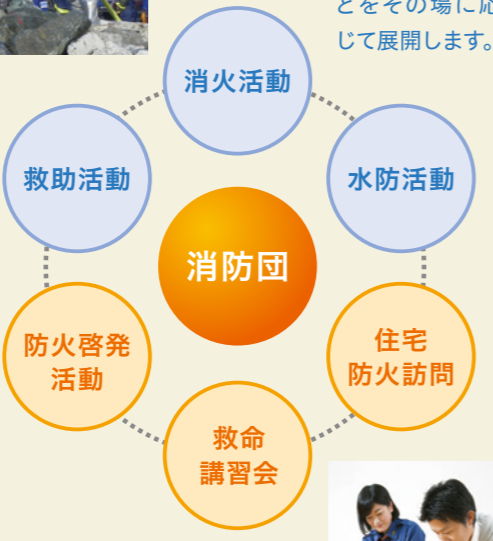 とをその場に応
じて展開します。
消火活動
救助活動
水防活動
消防団
防火啓発
活動
住宅
防火訪問
救命
講習会